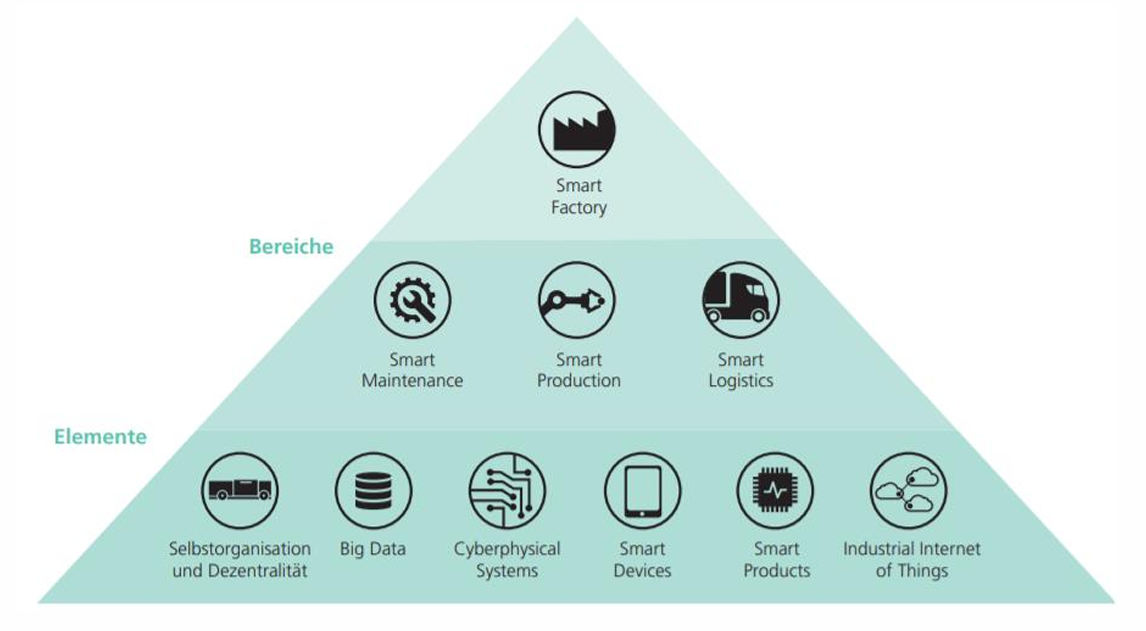 Smart
Factory
Bereiche
Smart
Maintenance
Smart
Production
Smart
Logistics
Elemente
Selbstorganisation
und Dezentralität
Big Data
Cyberphysical
Systems
Smart
Devices
Smart
Products
Industrial Internet
of Things